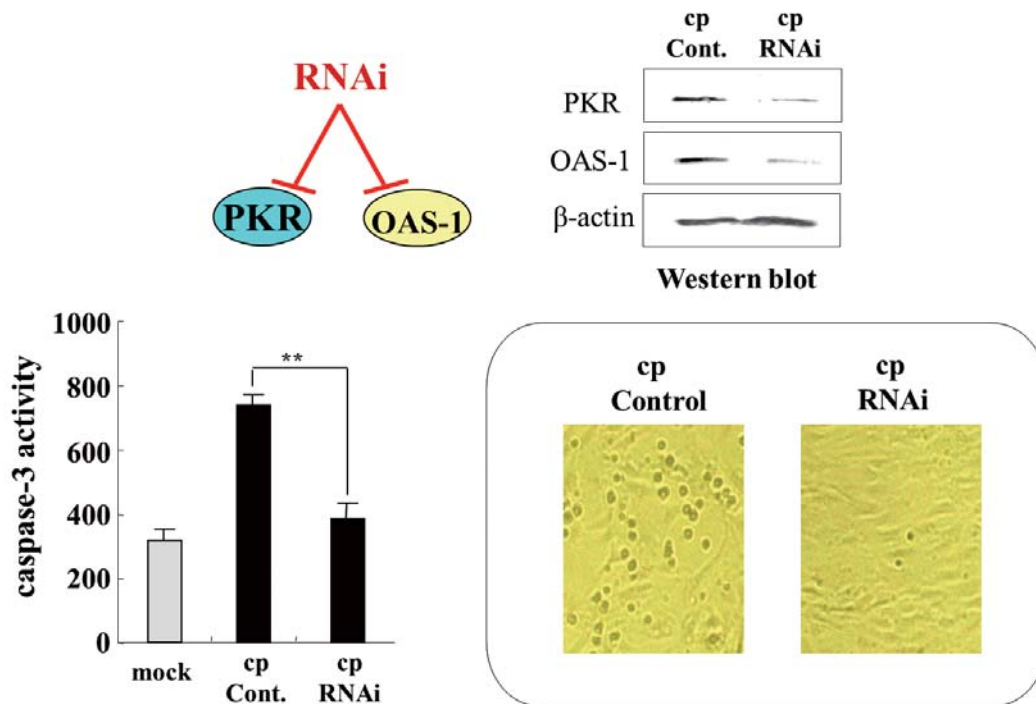 RNAi
PKR
OAS-1
cp
Cont.
cp
RNAi
PKR
OAS-1
β-actin
Western blot
caspase-3 activity
1000
800
600
400
200
0
**
mock
cp
Cont.
cp
RNAi
cp
Control
cp
RNAi